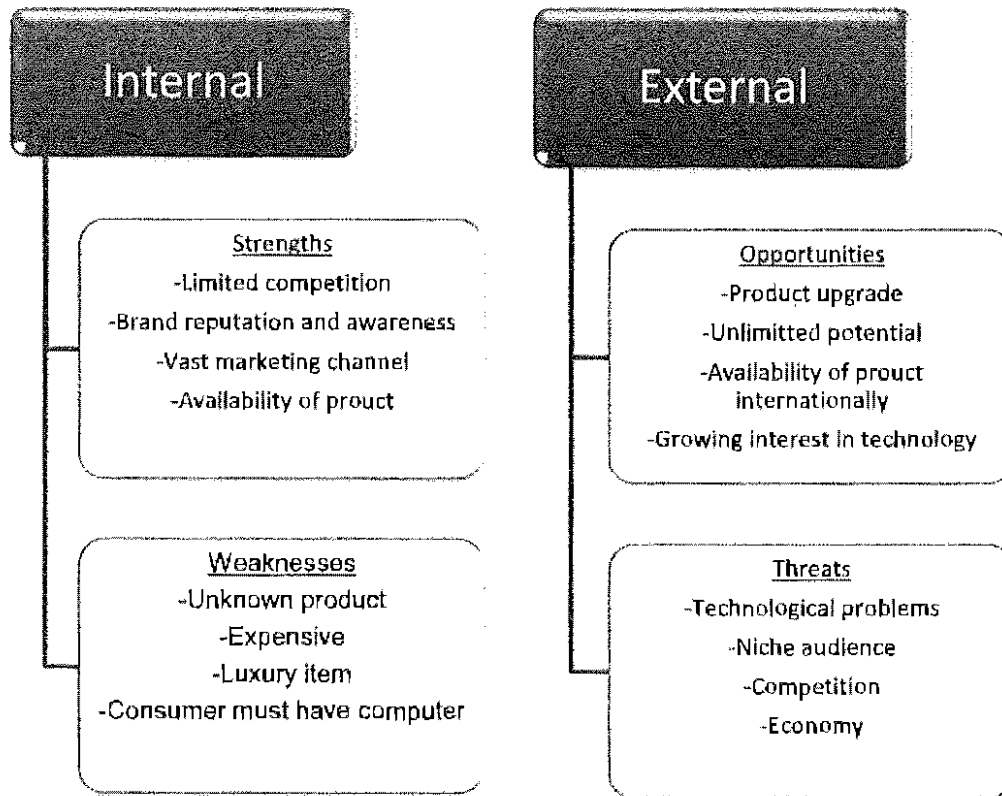 Internal
Strengths
-Limited competition
-Brand reputation and awareness
-Vast marketing channel
-Availability of prouct
Weaknesses
-Unknown product
-Expensive
-Luxury item
-Consumer must have computer
External
Opportunities
-Product upgrade
-Unlimitted potential
-Availability of prouct
internationally
-Growing interest in technology
Threats
-Technological problems
-Niche audience
-Competition
-Economy